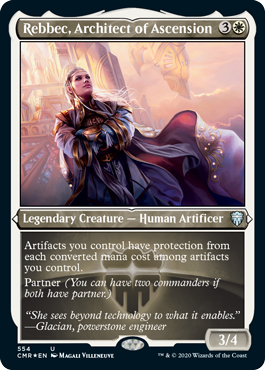 Rebbec, Architect of Ascension 3
Legendary Creature — Human Artificer
Artifacts you control have protection from
each converted mana cost among artifacts
you control.
Partner (You can have two commanders if
both have partner.)
“She sees beyond technology to what it enables.”
—Glacian, powerstone engineer
3/4
554 U
CMR EN MAGALI VILLENEUVE ™ & © 2020 Wizards of the Coast